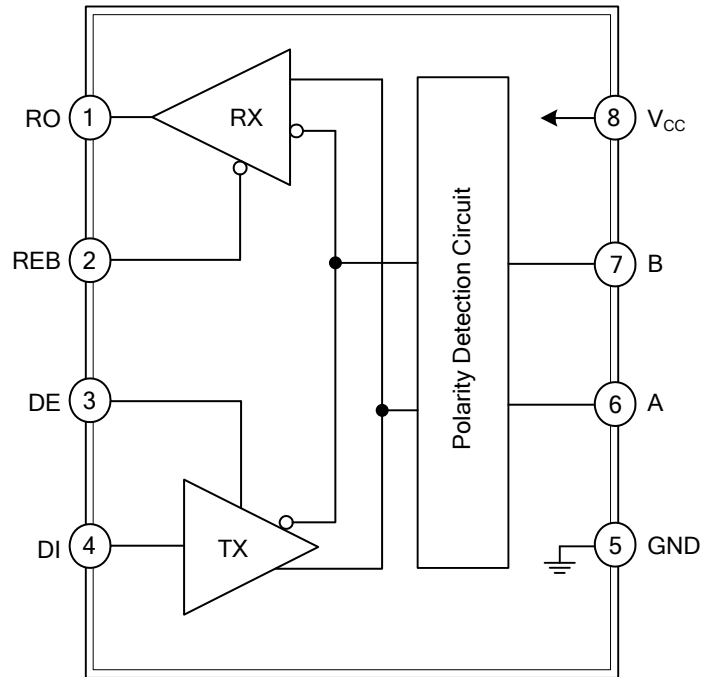 RO 1
REB 2
DE 3
DI 4
RX
TX
Polarity Detection Circuit
8 VCC
7 B
6 A
5 GND